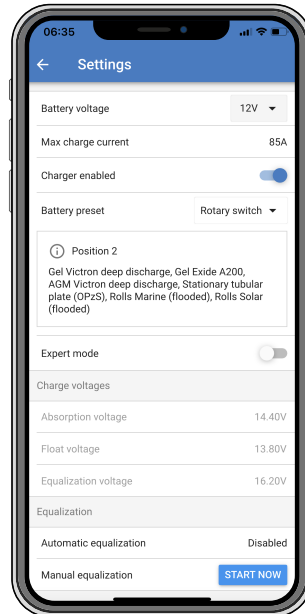 06:35
Settings
Battery voltage 12V
Max charge current 85A
Charger enabled
Battery preset Rotary switch
Position 2
Gel Victron deep discharge, Gel Exide A200,
AGM Victron deep discharge, Stationary tubular
plate (OPzS), Rolls Marine (flooded), Rolls Solar
(flooded)
Expert mode
Charge voltages
Absorption voltage 14.40V
Float voltage 13.80V
Equalization voltage 16.20V
Equalization
Automatic equalization Disabled
Manual equalization START NOW